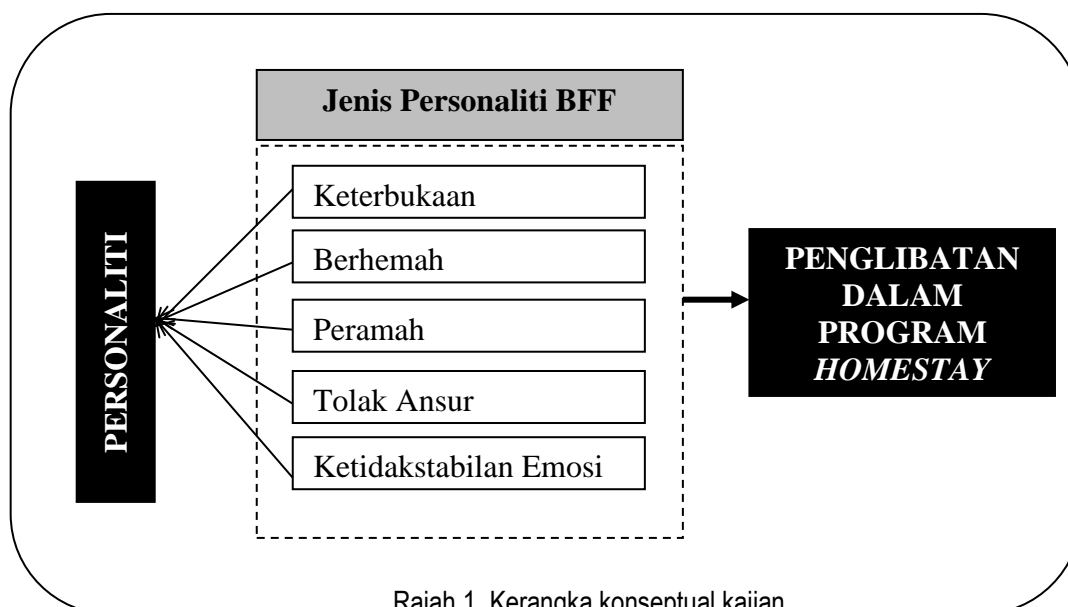 Jenis Personaliti BFF
PERSONALITI
Keterbukaan
Berhemah
Peramah
Tolak Ansur
Ketidakstabilan Emosi
PENGLIBATAN
DALAM
PROGRAM
HOMESTAY
Rajah 1. Kerangka konseptual kajian